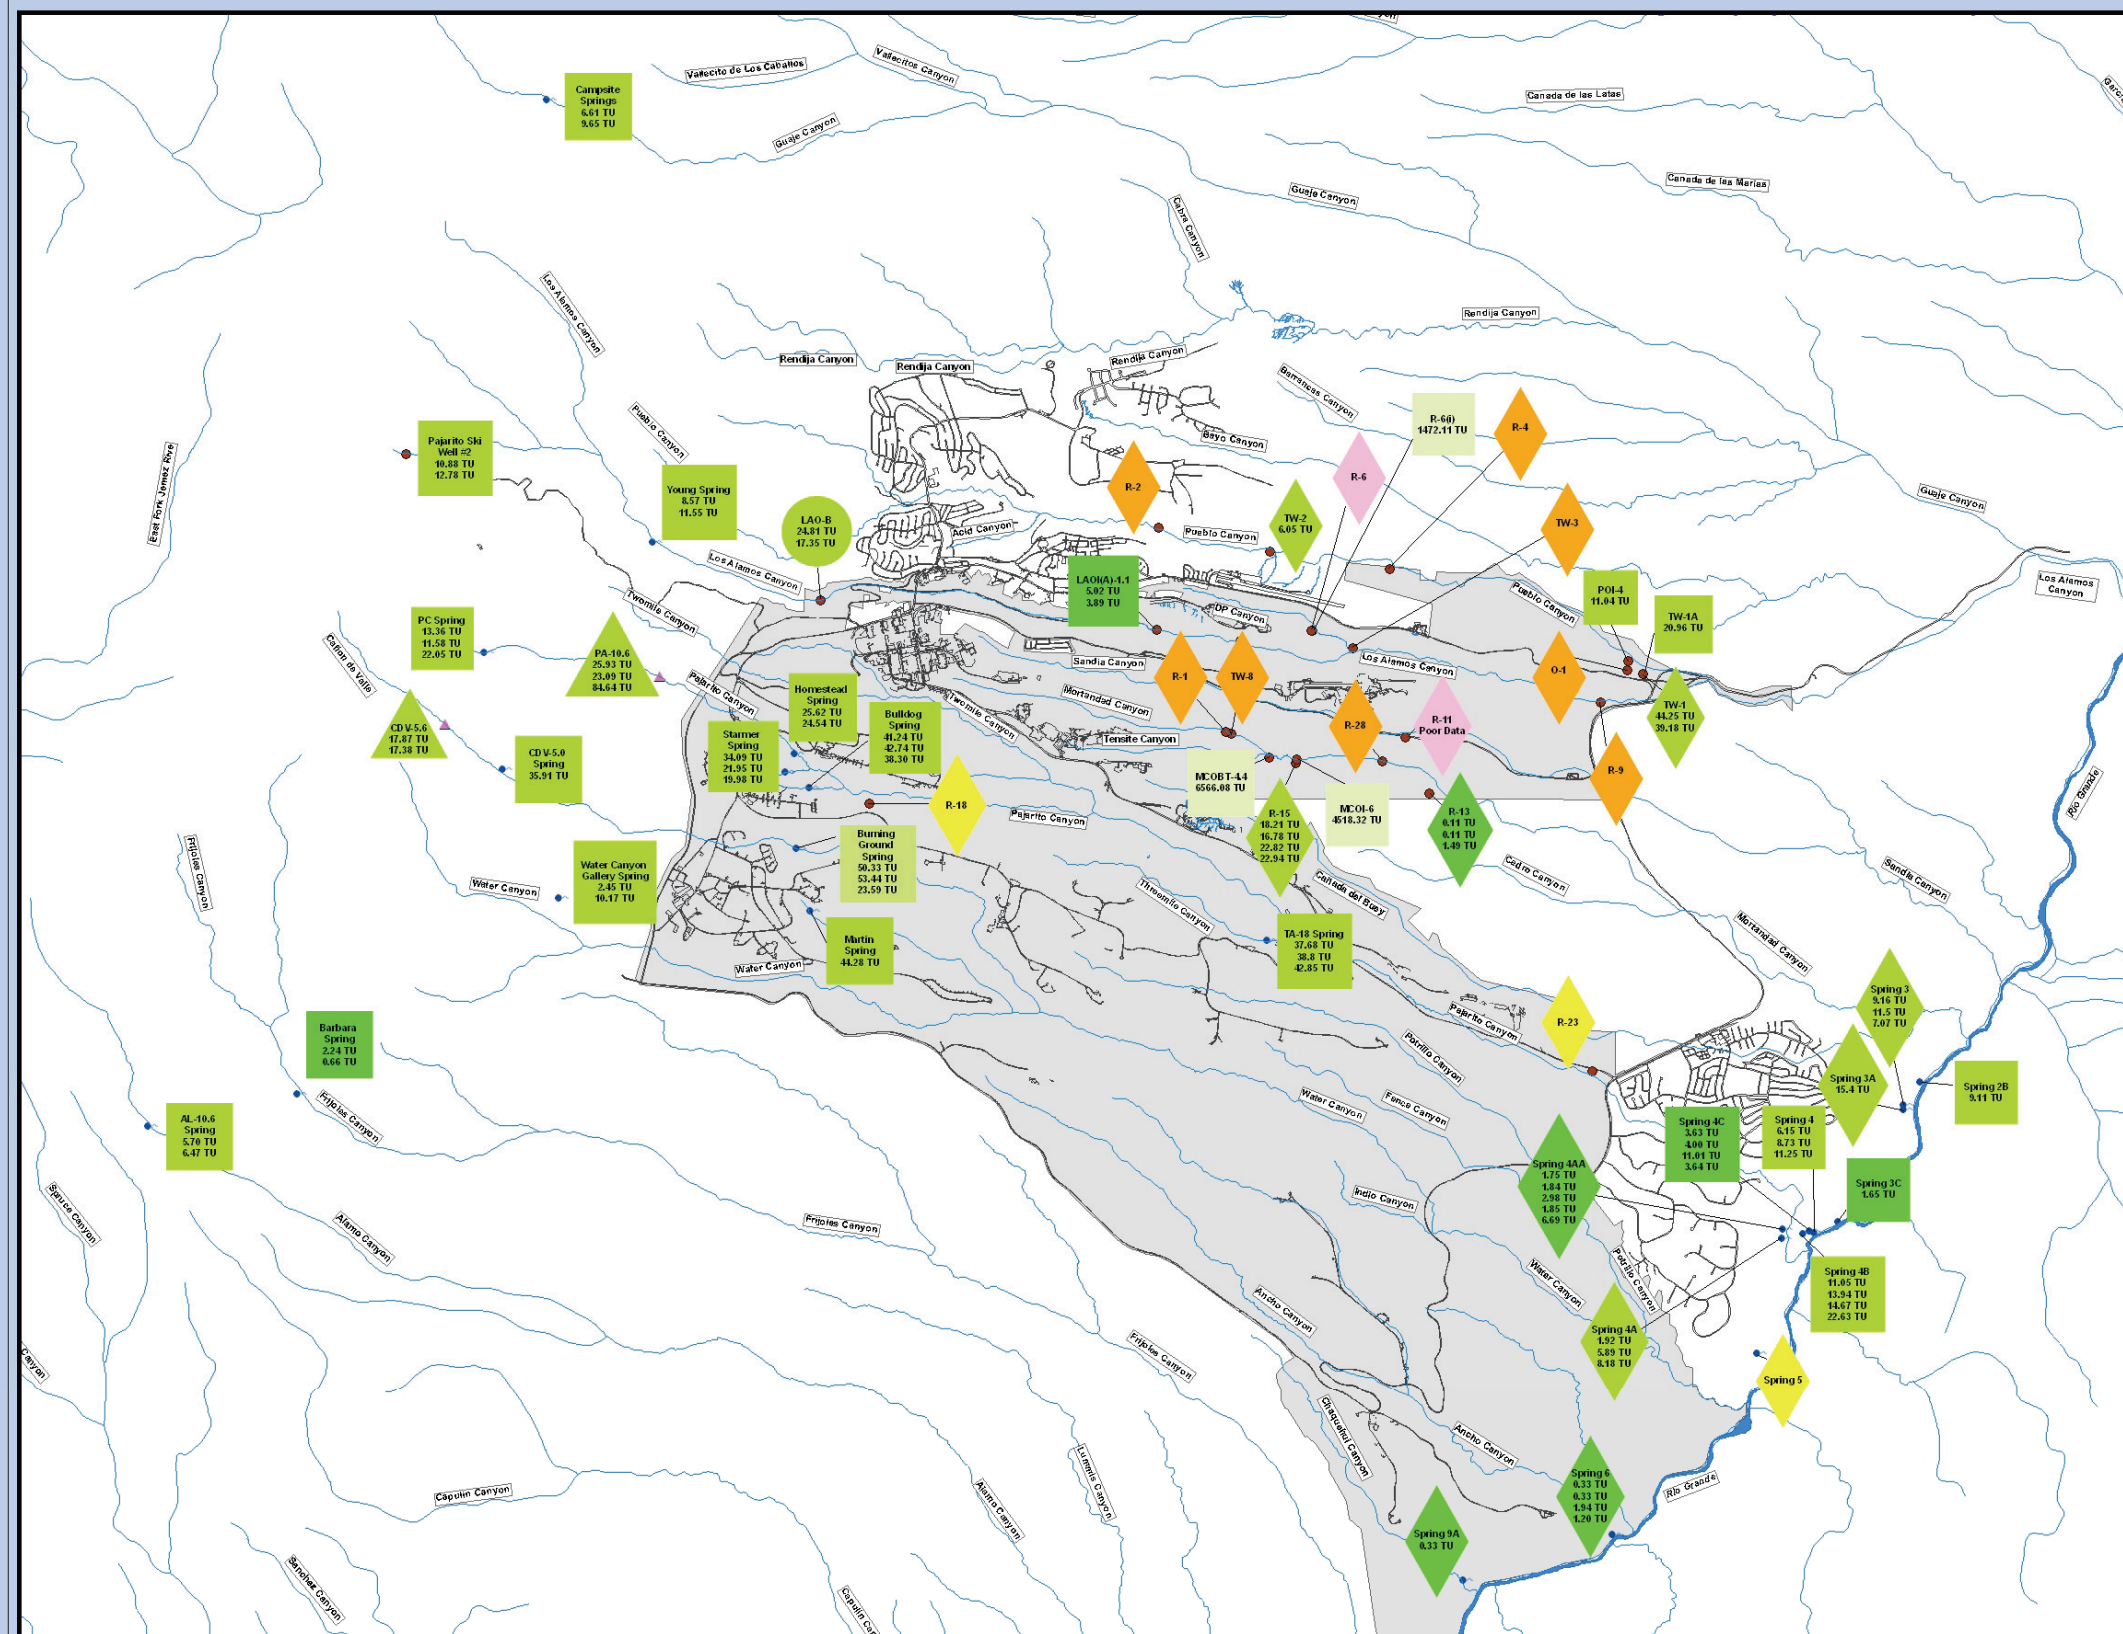 Vallecito de Los Caballos
Vallecitos Canyon
Canada de las Latas
Campsite
Springs
6.61 TU
9.65 TU
Guaje Canyon
Canada de las Marias
Guaje Canyon
Cabra Canyon
Los Alamos Canyon
Rendija Canyon
Rendija Canyon
Rendija Canyon
Rendija Canyon
Barrancas Canyon
Bayo Canyon
Pueblo Canyon
East Fork Jemez River
Pajarito Ski
Well #2
10.88 TU
12.78 TU
Young Spring
8.57 TU
11.55 TU
LAO-B
24.81 TU
17.35 TU
Acid Canyon
R-2
TW-2
6.05 TU
Pueblo Canyon
R-6
R-6(i)
1472.11 TU
R-4
TW-3
Guaje Canyon
Los Alamos Canyon
Los Alamos
Canyon
LAOI(A)-1.1
5.02 TU
3.89 TU
DP Canyon
Pueblo Canyon
POI-4
11.04 TU
TW-1A
20.96 TU
Twomile Canyon
PC Spring
13.36 TU
11.58 TU
22.05 TU
PA-10.6
25.93 TU
23.09 TU
84.64 TU
Cañon de Valle
Pajarito Canyon
Sandia Canyon
Los Alamos Canyon
R-1
TW-8
O-1
Mortandad Canyon
Twomile Canyon
Tensite Canyon
R-28
R-11
Poor Data
TW-1
44.25 TU
39.18 TU
R-9
Homestead
Spring
25.62 TU
24.54 TU
Bulldog
Spring
41.24 TU
42.74 TU
38.30 TU
Starmer
Spring
34.09 TU
21.95 TU
19.98 TU
CDV-5.6
17.87 TU
17.38 TU
CDV-5.0
Spring
35.91 TU
R-18
Pajarito Canyon
MCOBT-4.4
6566.08 TU
R-15
18.21 TU
16.78 TU
22.82 TU
22.94 TU
MCOI-6
4518.32 TU
R-13
0.11 TU
0.11 TU
1.49 TU
Rio Grande
Burning
Ground
Spring
50.33 TU
53.44 TU
23.59 TU
Frijoles Canyon
Water Canyon
Water Canyon
Gallery Spring
2.45 TU
10.17 TU
Threemile Canyon
Cañada del Buey
Cedro Canyon
Sandia Canyon
Mortandad Canyon
Martin
Spring
44.28 TU
Water Canyon
TA-18 Spring
37.68 TU
38.8 TU
42.85 TU
R-23
Pajarito Canyon
Spring 3
9.16 TU
11.5 TU
7.07 TU
Barbara
Spring
2.24 TU
0.66 TU
Potrillo Canyon
Spring 3A
15.4 TU
Spring 2B
9.11 TU
Frijoles Canyon
Water Canyon
Fence Canyon
AL-10.6
Spring
5.70 TU
6.47 TU
Spring 4C
3.63 TU
4.00 TU
11.01 TU
3.64 TU
Spring 4
6.15 TU
8.73 TU
11.25 TU
Spring 4AA
1.75 TU
1.84 TU
2.98 TU
1.85 TU
6.69 TU
Spring 3C
1.65 TU
Spruce Canyon
Alamo Canyon
Frijoles Canyon
Indio Canyon
Water Canyon
Potrillo Canyon
Spring 4B
11.05 TU
13.94 TU
14.67 TU
22.63 TU
Ancho Canyon
Spring 4A
1.92 TU
5.89 TU
8.18 TU
Frijoles Canyon
Canyon
Spring 5
Chaquehui Canyon
Ancho Canyon
Lummis Canyon
Capulin Canyon
Alamo Canyon
Spring 6
0.33 TU
0.33 TU
1.94 TU
1.20 TU
Rio Grande
Spring 9A
0.33 TU
Sanchez Canyon